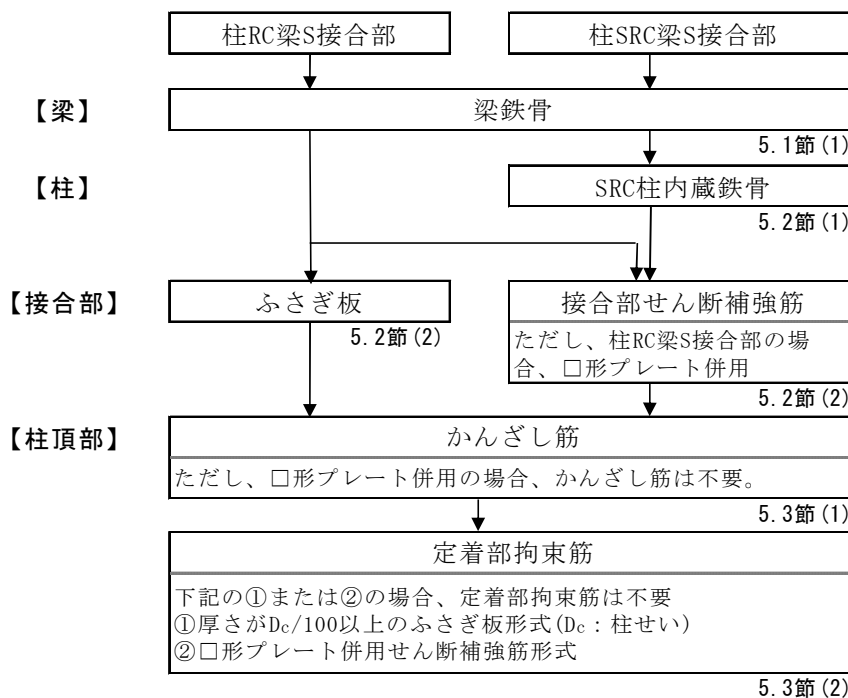 柱RC梁S接合部
柱SRC梁S接合部
【梁】
梁鉄骨
5.1節(1)
【柱】
SRC柱内蔵鉄骨
5.2節(1)
【接合部】
ふさぎ板
5.2節(2)
接合部せん断補強筋
ただし、柱RC梁S接合部の場
合、□形プレート併用
5.2節(2)
【柱頂部】
かんざし筋
ただし、□形プレート併用の場合、かんざし筋は不要。
5.3節(1)
定着部拘束筋
下記の①または②の場合、定着部拘束筋は不要
①厚さがDc/100以上のふさぎ板形式(Dc：柱せい)
②□形プレート併用せん断補強筋形式
5.3節(2)